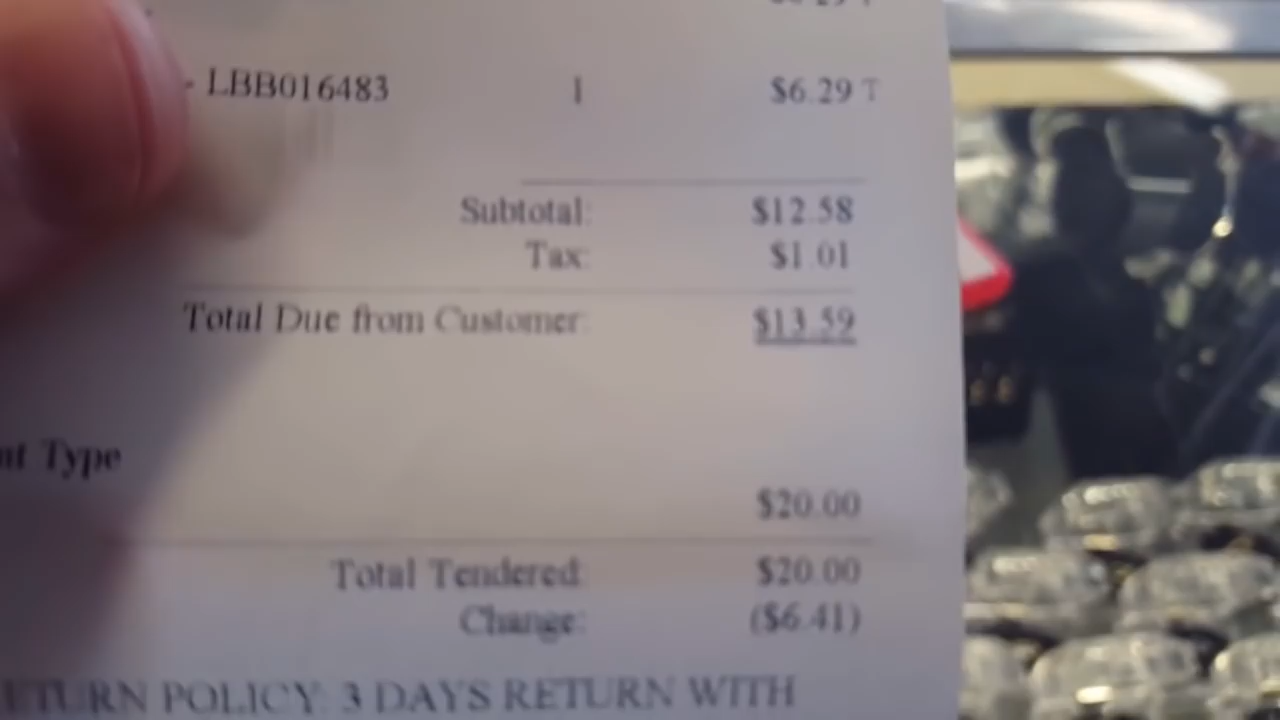 - LBB016483 1 $6.29 T
Subtotal: $12.58
Tax: $1.01
Total Due from Customer: $13.59
Type
$20.00
Total Tendered: $20.00
Change: ($6.41)
POLICY: 3 DAYS RETURN WITH